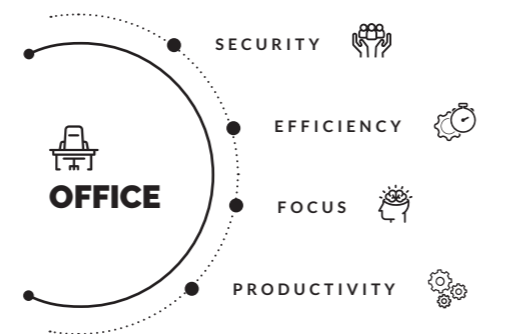 SECURITY
EFFICIENCY
OFFICE
FOCUS
PRODUCTIVITY